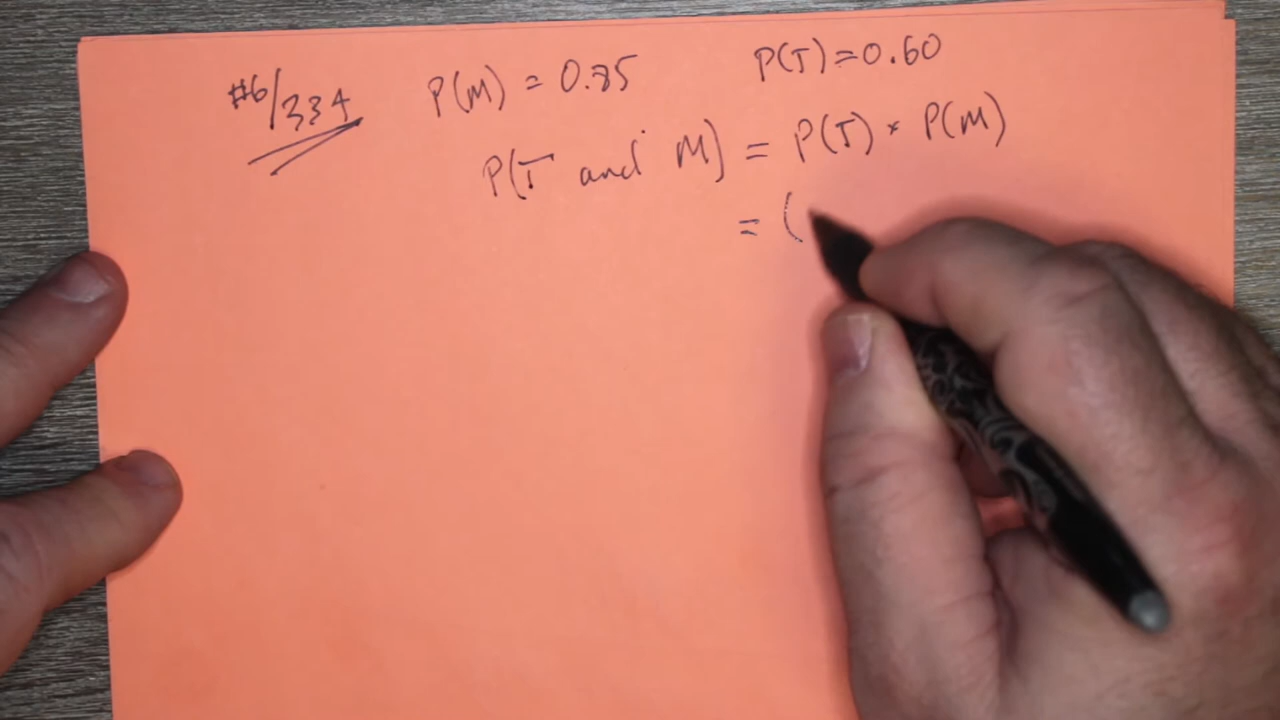 #6/334 P(M) = 0.85 P(T) = 0.60
P(T and M) = P(T) * P(M)
= (